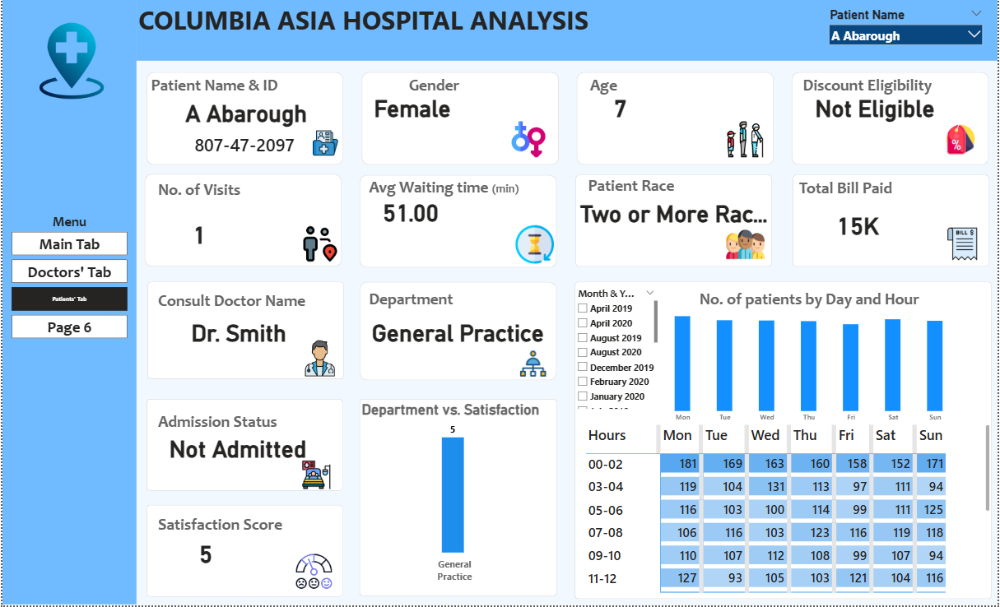 COLUMBIA ASIA HOSPITAL ANALYSIS
Patient Name
A Abarough
Menu
Main Tab
Doctors' Tab
Patients' Tab
Page 6
Patient Name & ID
A Abarough
807-47-2097
Gender
Female
Age
7
Discount Eligibility
Not Eligible
%
No. of Visits
1
Avg Waiting time (min)
51.00
Patient Race
Two or More Rac...
Total Bill Paid
15K
BILL $
Consult Doctor Name
Dr. Smith
Department
General Practice
Admission Status
Not Admitted
Satisfaction Score
5
Department vs. Satisfaction
5
General
Practice
Month & Y...
April 2019
April 2020
August 2019
August 2020
December 2019
February 2020
January 2020
No. of patients by Day and Hour
Mon Tue Wed Thu Fri Sat Sun
Hours Mon Tue Wed Thu Fri Sat Sun
00-02 181 169 163 160 158 152 171
03-04 119 104 131 113 97 111 94
05-06 116 103 100 114 99 111 125
07-08 106 116 103 123 116 119 118
09-10 110 107 112 108 99 107 94
11-12 127 93 105 103 121 104 116